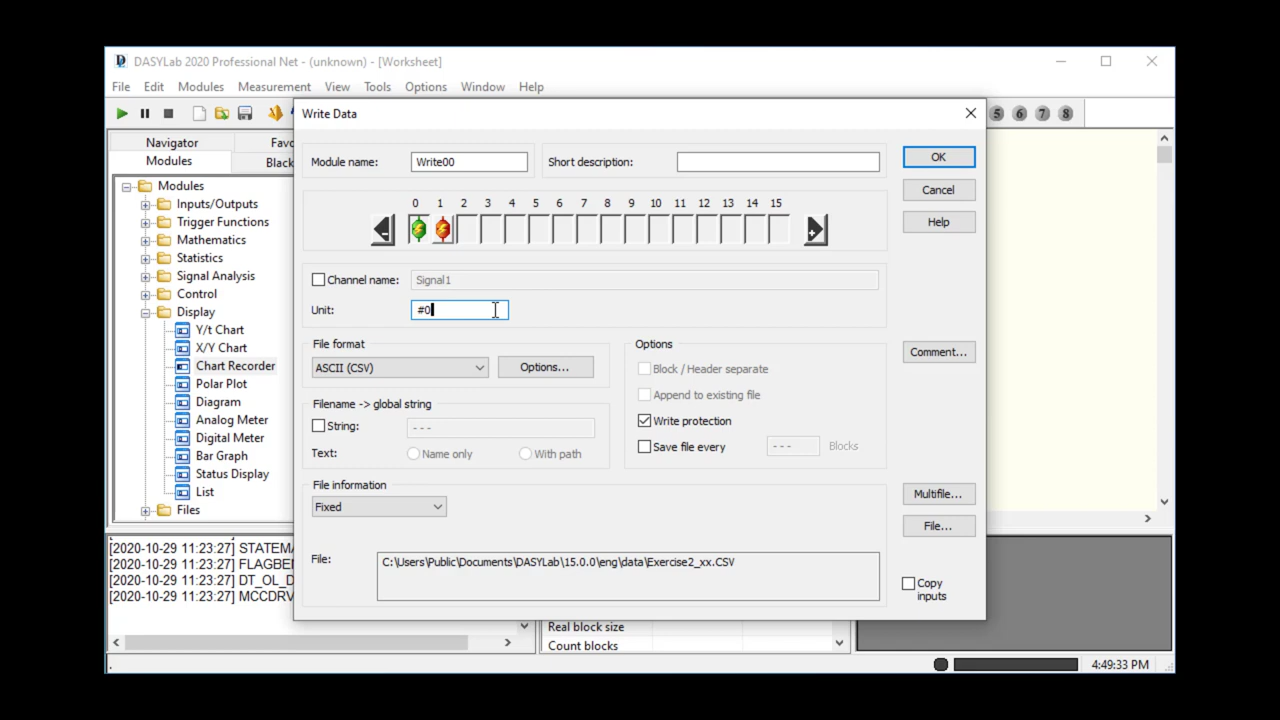 DASYLab 2020 Professional Net - (unknown) - [Worksheet]
File Edit Modules Measurement View Tools Options Window Help
5 6 7 8
Navigator
Modules
Modules
Inputs/Outputs
Trigger Functions
Mathematics
Statistics
Signal Analysis
Control
Display
Y/t Chart
X/Y Chart
Chart Recorder
Polar Plot
Diagram
Analog Meter
Digital Meter
Bar Graph
Status Display
List
Files
Write Data
Module name: Write00 Short description:
0 1 2 3 4 5 6 7 8 9 10 11 12 13 14 15
- +
Channel name: Signal1
Unit: #0
File format
ASCII (CSV) Options...
Filename -> global string
String: ---
Text: Name only With path
Options
Block / Header separate
Append to existing file
Write protection
Save file every --- Blocks
File information
Fixed
File: C:\Users\Public\Documents\DASYLab\15.0.0\eng\data\Exercise2_xx.CSV
OK
Cancel
Help
Comment...
Multifile...
File...
Copy
inputs
[2020-10-29 11:23:27]
[2020-10-29 11:23:27]
[2020-10-29 11:23:27]
[2020-10-29 11:23:27]
Real block size
Count blocks
4:49:33 PM